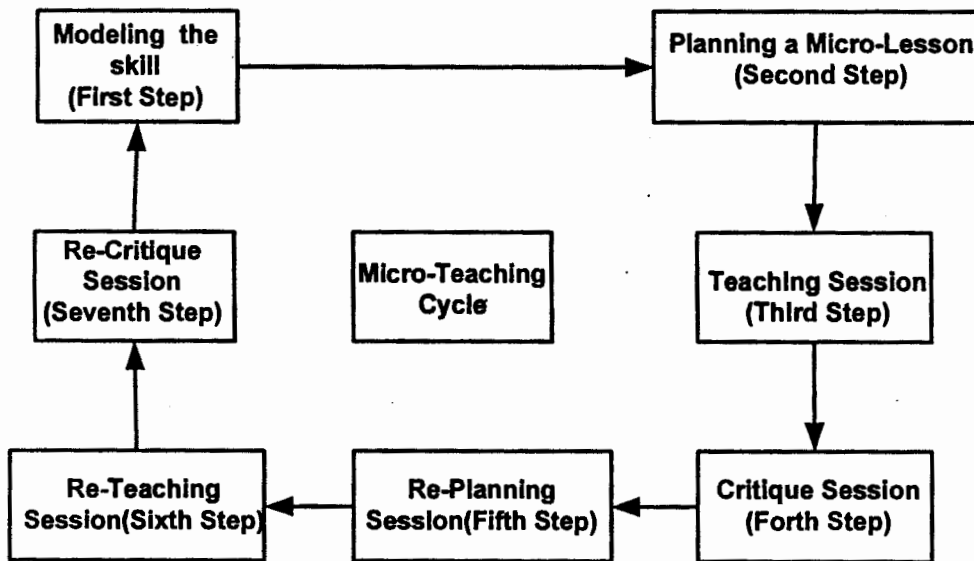 Modeling the
skill
(First Step)
Planning a Micro-Lesson
(Second Step)
Re-Critique
Session
(Seventh Step)
Micro-Teaching
Cycle
Teaching Session
(Third Step)
Re-Teaching
Session(Sixth Step)
Re-Planning
Session(Fifth Step)
Critique Session
(Forth Step)